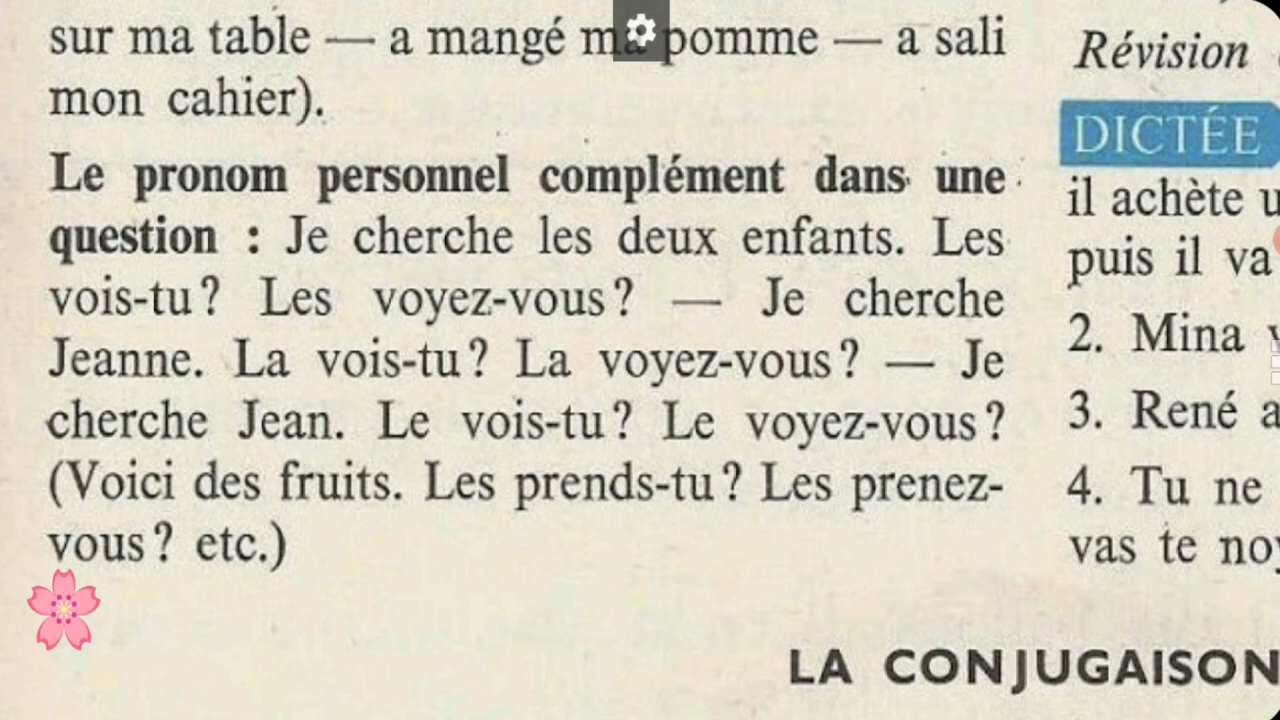 sur ma table — a mangé ma pomme — a sali
mon cahier).
Le pronom personnel complément dans une
question : Je cherche les deux enfants. Les
vois-tu? Les voyez-vous? — Je cherche
Jeanne. La vois-tu? La voyez-vous? — Je
cherche Jean. Le vois-tu? Le voyez-vous?
(Voici des fruits. Les prends-tu? Les prenez-
vous? etc.)
Révision
DICTÉE
il achète
puis il va
2. Mina
3. René
4. Tu ne
vas te
LA CONJUGAISON